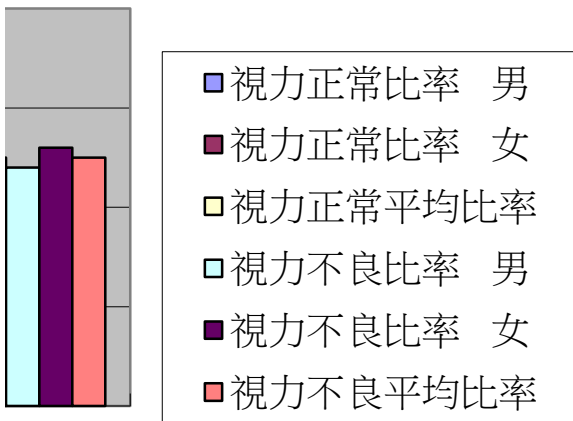 視力正常比率 男
視力正常比率 女
視力正常平均比率
視力不良比率 男
視力不良比率 女
視力不良平均比率